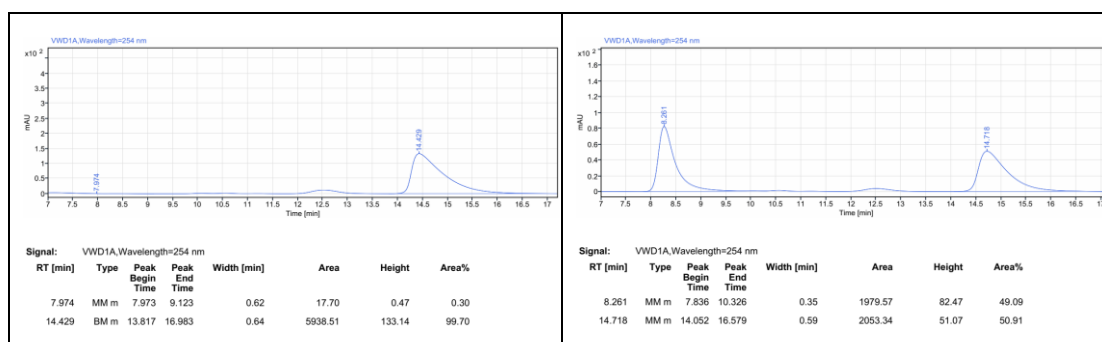 VWD1A,Wavelength=254 nm
x10 2
4
3.5
3
2.5
2
1.5
1
0.5
0
mAU
7.974
14.429
7 7.5 8 8.5 9 9.5 10 10.5 11 11.5 12 12.5 13 13.5 14 14.5 15 15.5 16 16.5 17
Time [min]
Signal: VWD1A,Wavelength=254 nm
RT [min] Type Peak Begin Time Peak End Time Width [min] Area Height Area%
7.974 MM m 7.973 9.123 0.62 17.70 0.47 0.30
14.429 BM m 13.817 16.983 0.64 5938.51 133.14 99.70
VWD1A,Wavelength=254 nm
x10 2
1.6
1.4
1.2
1
0.8
0.6
0.4
0.2
0
mAU
8.261
14.718
7 7.5 8 8.5 9 9.5 10 10.5 11 11.5 12 12.5 13 13.5 14 14.5 15 15.5 16 16.5 17
Time [min]
Signal: VWD1A,Wavelength=254 nm
RT [min] Type Peak Begin Time Peak End Time Width [min] Area Height Area%
8.261 MM m 7.836 10.326 0.35 1979.57 82.47 49.09
14.718 MM m 14.052 16.579 0.59 2053.34 51.07 50.91